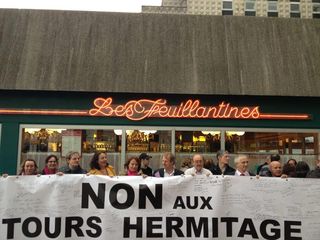 Les Feuillantines
NON AUX
TOURS HERMITAGE